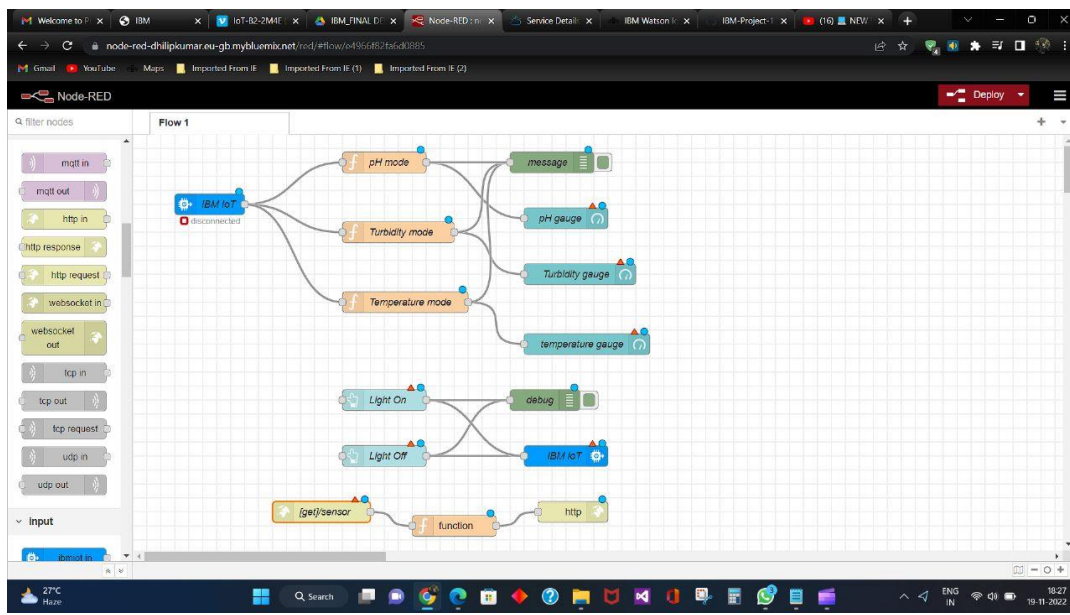 Welcome to P
IBM
IoT-B2-2M4E
IBM_FINAL DE
Node-RED : n
Service Details
IBM Watson I
IBM-Project-1
(16) NEW
node-red-dhilipkumar.eu-gb.mybluemix.net/red/#flow/e4966f82fa6d0885
Gmail
YouTube
Maps
Imported From IE
Imported From IE (1)
Imported From IE (2)
Node-RED
Deploy
filter nodes
Flow 1
mqtt in
mqtt out
http in
http response
http request
websocket in
websocket
out
tcp in
tcp out
tcp request
udp in
udp out
input
ibmiot in
IBM IoT
disconnected
pH mode
message
pH gauge
Turbidity mode
Turbidity gauge
Temperature mode
temperature gauge
Light On
debug
Light Off
IBM IoT
[get]/sensor
function
http
27°C
Haze
Search
ENG
IN
18:27
19-11-2022